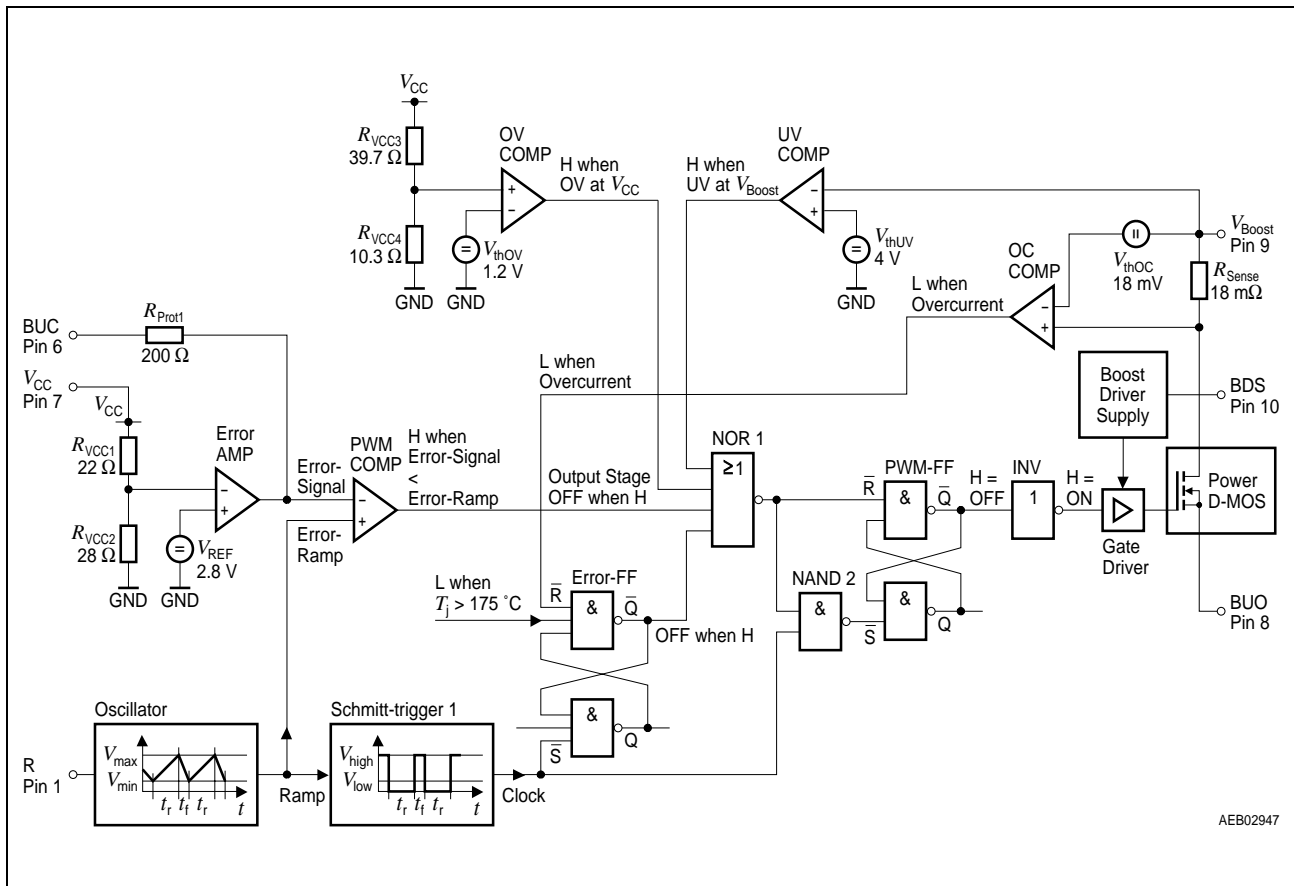 V_CC
R_VCC3
39.7 Ω
OV
COMP
H when
OV at V_CC
+
−
R_VCC4
10.3 Ω
=
V_thOV
1.2 V
GND
GND
UV
COMP
H when
UV at V_Boost
−
+
=
V_thUV
4 V
GND
OC
COMP
−
+
=
V_thOC
18 mV
V_Boost
Pin 9
R_Sense
18 mΩ
L when
Overcurrent
BUC
Pin 6
R_Prot1
200 Ω
V_CC
Pin 7
V_CC
R_VCC1
22 Ω
R_VCC2
28 Ω
GND
Error
AMP
−
+
=
V_REF
2.8 V
GND
Error-
Signal
Error-
Ramp
PWM
COMP
−
+
H when
Error-Signal
<
Error-Ramp
L when
Overcurrent
Output Stage
OFF when H
NOR 1
≥1
Boost
Driver
Supply
BDS
Pin 10
PWM-FF
R̅
&
Q̅
H =
OFF
INV
1
H =
ON
Gate
Driver
Power
D-MOS
NAND 2
&
S̅
&
Q
BUO
Pin 8
L when
T_j > 175 ˚C
Error-FF
R̅
&
Q̅
OFF when H
&
S̅
Q
Oscillator
V_max
V_min
t_r t_f t_r t
R
Pin 1
Ramp
Schmitt-trigger 1
V_high
V_low
t_r t_f t_r t
Clock
AEB02947